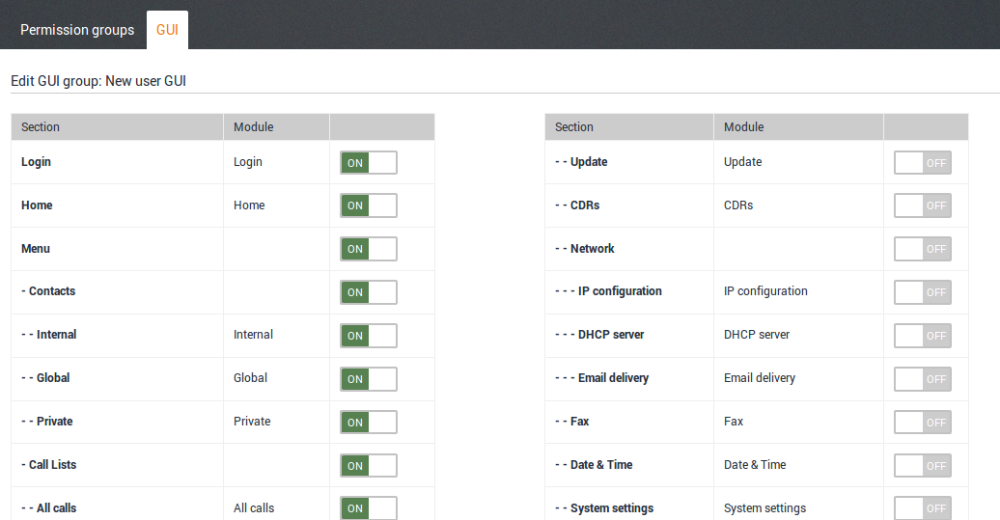 Permission groups GUI
Edit GUI group: New user GUI
Section Module
Login Login ON
Home Home ON
Menu ON
- Contacts ON
- - Internal Internal ON
- - Global Global ON
- - Private Private ON
- Call Lists ON
- - All calls All calls ON
Section Module
- - Update Update OFF
- - CDRs CDRs OFF
- - Network OFF
- - - IP configuration IP configuration OFF
- - - DHCP server DHCP server OFF
- - - Email delivery Email delivery OFF
- - Fax Fax OFF
- - Date & Time Date & Time OFF
- - System settings System settings OFF